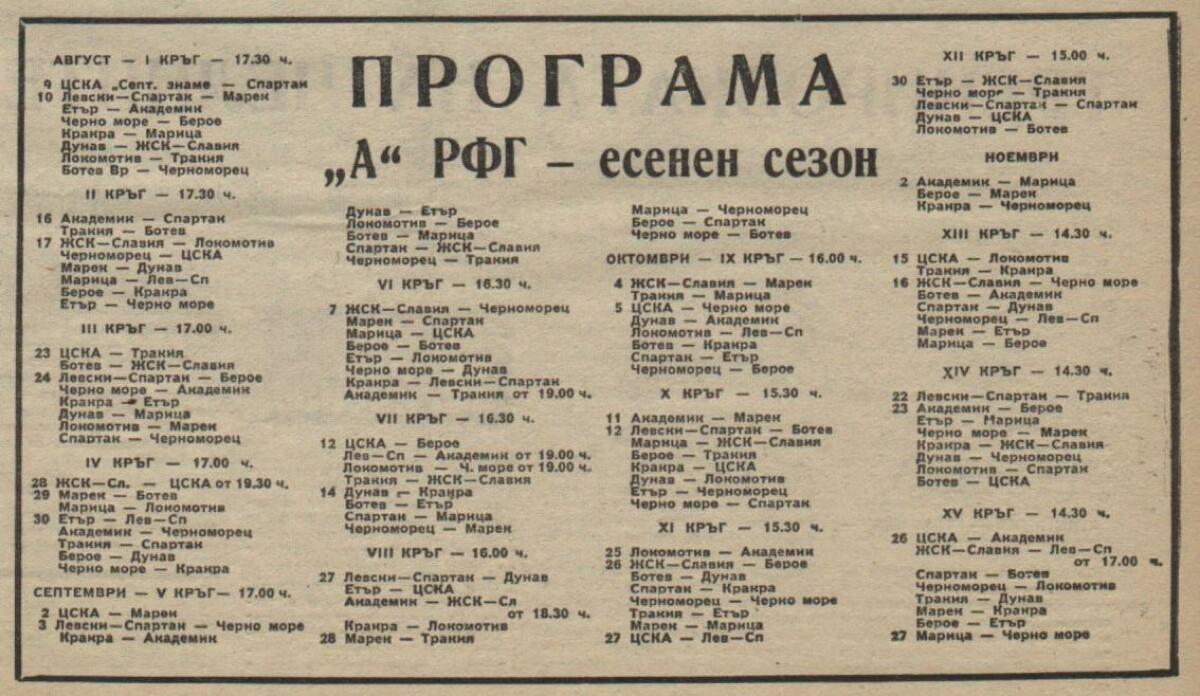 ПРОГРАМА
„А“ РФГ — есенен сезон
АВГУСТ — I КРЪГ — 17.30 ч.
9 ЦСКА „Септ. знаме — Спартак
10 Левски—Спартак — Марек
Етър — Академик
Черно море — Берое
Кракра — Марица
Дунав — ЖСК—Славия
Локомотив — Тракия
Ботев Вр — Черноморец
II КРЪГ — 17.30 ч.
16 Академик — Спартак
Тракия — Ботев
17 ЖСК—Славия — Локомотив
Черноморец — ЦСКА
Марек — Дунав
Марица — Лев—Сп
Берое — Кракра
Етър — Черно море
III КРЪГ — 17.00 ч.
23 ЦСКА — Тракия
Ботев — ЖСК—Славия
24 Левски—Спартак — Берое
Черно море — Академик
Кракра — Етър
Дунав — Марица
Локомотив — Марек
Спартак — Черноморец
IV КРЪГ — 17.00 ч.
28 ЖСК—Сл. — ЦСКА от 19.30 ч.
29 Марек — Ботев
Марица — Локомотив
30 Етър — Лев—Сп
Академик — Черноморец
Тракия — Спартак
Берое — Дунав
Черно море — Кракра
СЕПТЕМВРИ — V КРЪГ— 17.00 ч.
2 ЦСКА — Марек
3 Левски—Спартак — Черно море
Кракра — Академик
Дунав — Етър
Локомотив — Берое
Ботев — Марица
Спартак — ЖСК—Славия
Черноморец — Тракия
VI КРЪГ — 16.30 ч.
7 ЖСК—Славия — Черноморец
Марек — Спартак
Марица — ЦСКА
Берое — Ботев
Етър — Локомотив
Черно море — Дунав
Кракра — Левски—Спартак
Академик — Тракия от 19.00 ч.
VII КРЪГ — 16.30 ч.
12 ЦСКА — Берое
Лев—Сп — Академик от 19.00 ч.
Локомотив — Ч. море от 19.00 ч.
Тракия — ЖСК—Славия
14 Дунав — Кракра
Ботев — Етър
Спартак — Марица
Черноморец — Марек
VIII КРЪГ — 16.00 ч.
27 Левски—Спартак — Дунав
Етър — ЦСКА
Академик — ЖСК—Сл
от 18.30 ч.
Кракра — Локомотив
28 Марек — Тракия
Марица — Черноморец
Берое — Спартак
Черно море — Ботев
ОКТОМВРИ — IX КРЪГ — 16.00 ч.
4 ЖСК—Славия — Марек
Тракия — Марица
5 ЦСКА — Черно море
Дунав — Академик
Локомотив — Лев—Сп
Ботев — Кракра
Спартак — Етър
Черноморец — Берое
X КРЪГ — 15.30 ч.
11 Академик — Марек
12 Левски—Спартак — Ботев
Марица — ЖСК—Славия
Берое — Тракия
Кракра — ЦСКА
Дунав — Локомотив
Етър — Черноморец
Черно море — Спартак
XI КРЪГ — 15.30 ч.
25 Локомотив — Академик
26 ЖСК—Славия — Берое
Ботев — Дунав
Спартак — Кракра
Черноморец — Черно море
Тракия — Етър
Марек — Марица
27 ЦСКА — Лев—Сп
XII КРЪГ — 15.00 ч.
30 Етър — ЖСК—Славия
Черно море — Тракия
Левски—Спартак — Спартак
Дунав — ЦСКА
Локомотив — Ботев
НОЕМВРИ
2 Академик — Марица
Берое — Марек
Кракра — Черноморец
XIII КРЪГ — 14.30 ч.
15 ЦСКА — Локомотив
Тракия — Кракра
16 ЖСК—Славия — Черно море
Ботев — Академик
Спартак — Дунав
Черноморец — Лев—Сп
Марек — Етър
Марица — Берое
XIV КРЪГ — 14.30 ч.
22 Левски—Спартак — Тракия
23 Академик — Берое
Етър — Марица
Черно море — Марек
Кракра — ЖСК—Славия
Дунав — Черноморец
Локомотив — Спартак
Ботев — ЦСКА
XV КРЪГ — 14.30 ч.
26 ЦСКА — Академик
ЖСК—Славия — Лев—Сп
от 17.00 ч.
Спартак — Ботев
Черноморец — Локомотив
Тракия — Дунав
Марек — Кракра
Берое — Етър
27 Марица — Черно море